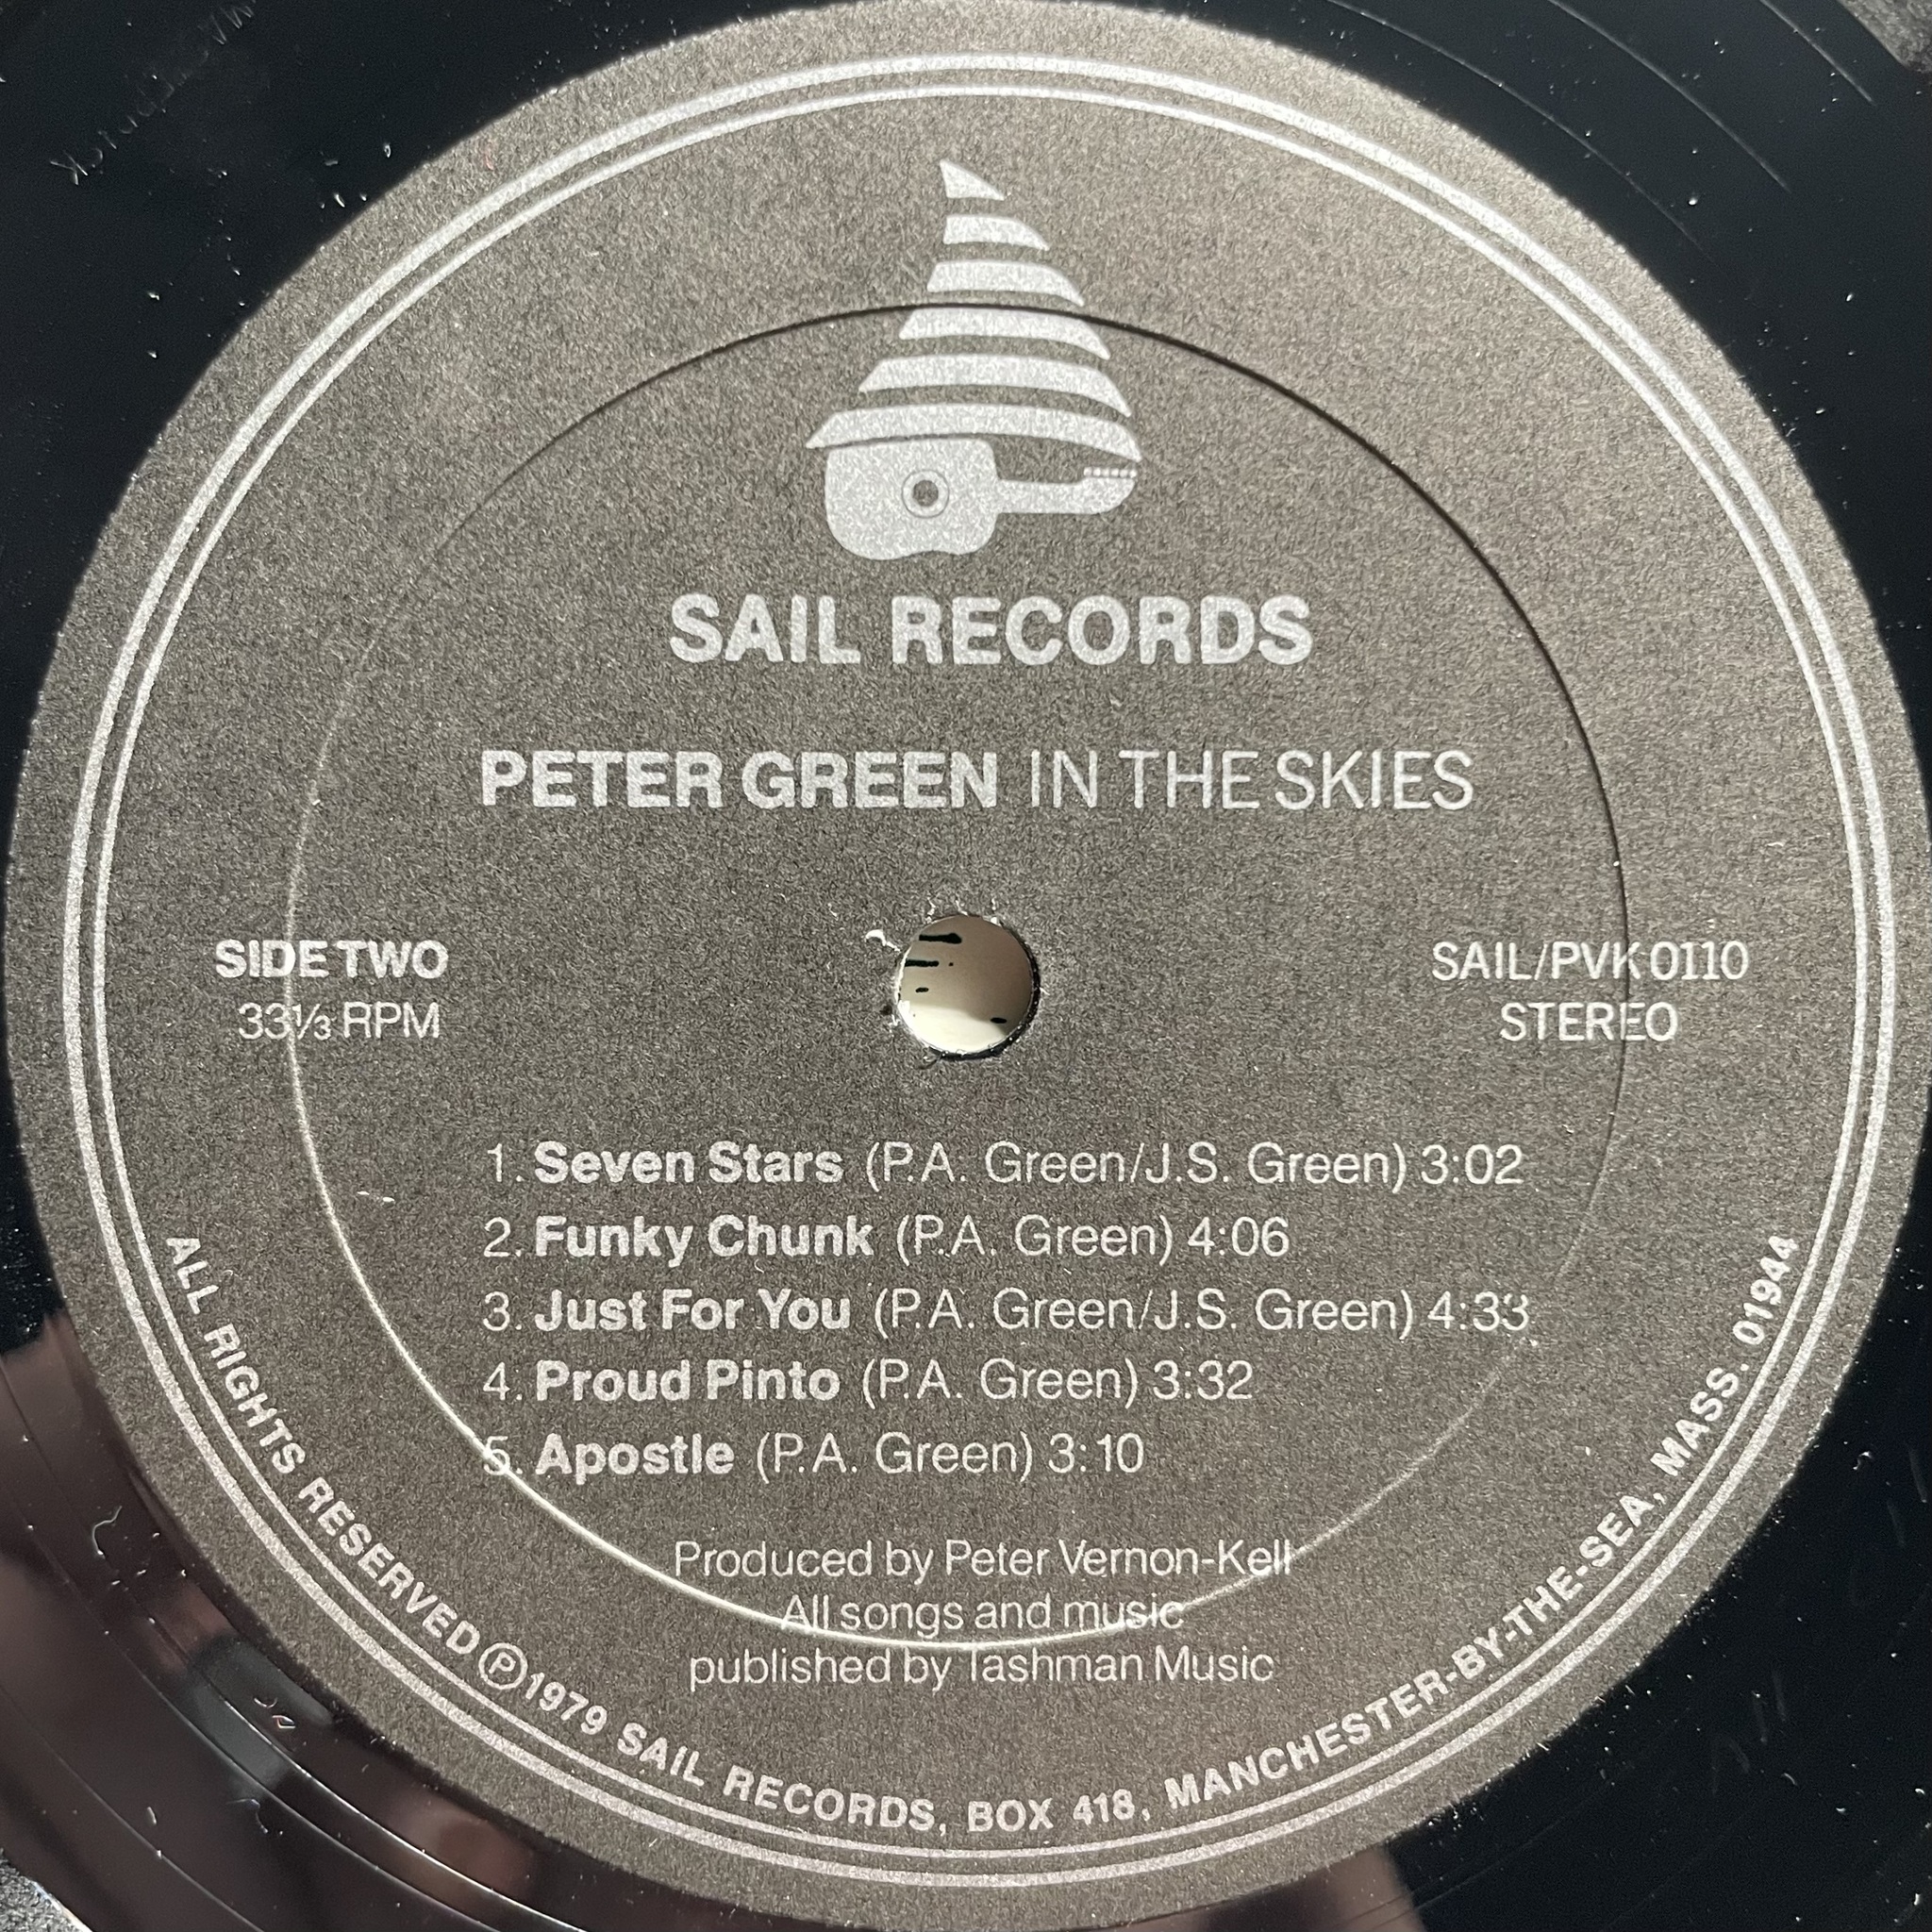 SAIL RECORDS
PETER GREEN IN THE SKIES
SIDE TWO
33⅓ RPM
SAIL/PVK 0110
STEREO
1. Seven Stars (P.A. Green/J.S. Green) 3:02
2. Funky Chunk (P.A. Green) 4:06
3. Just For You (P.A. Green/J.S. Green) 4:33
4. Proud Pinto (P.A. Green) 3:32
5. Apostle (P.A. Green) 3:10
Produced by Peter Vernon-Kell
All songs and music
published by Tashman Music
ALL RIGHTS RESERVED Ⓟ 1979 SAIL RECORDS, BOX 418, MANCHESTER-BY-THE-SEA, MASS. 01944